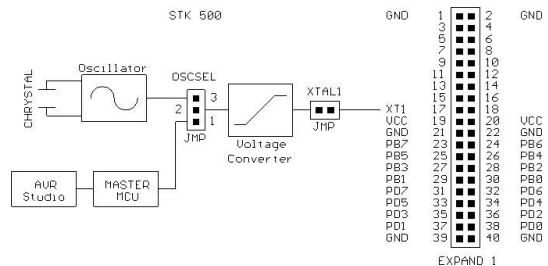 STK 500
GND 1 2 GND
3 4
5 6
7 8
9 10
11 12
13 14
15 16
XT1 17 18
VCC 19 20 VCC
GND 21 22 GND
PB7 23 24 PB6
PB5 25 26 PB4
PB3 27 28 PB2
PB1 29 30 PB0
PD7 31 32 PD6
PD5 33 34 PD4
PD3 35 36 PD2
PD1 37 38 PD0
GND 39 40 GND
EXPAND 1
CHRYSTAL
Oscillator
OSCSEL
3
2
1
JMP
Voltage
Converter
XTAL1
JMP
AVR
Studio
MASTER
MCU